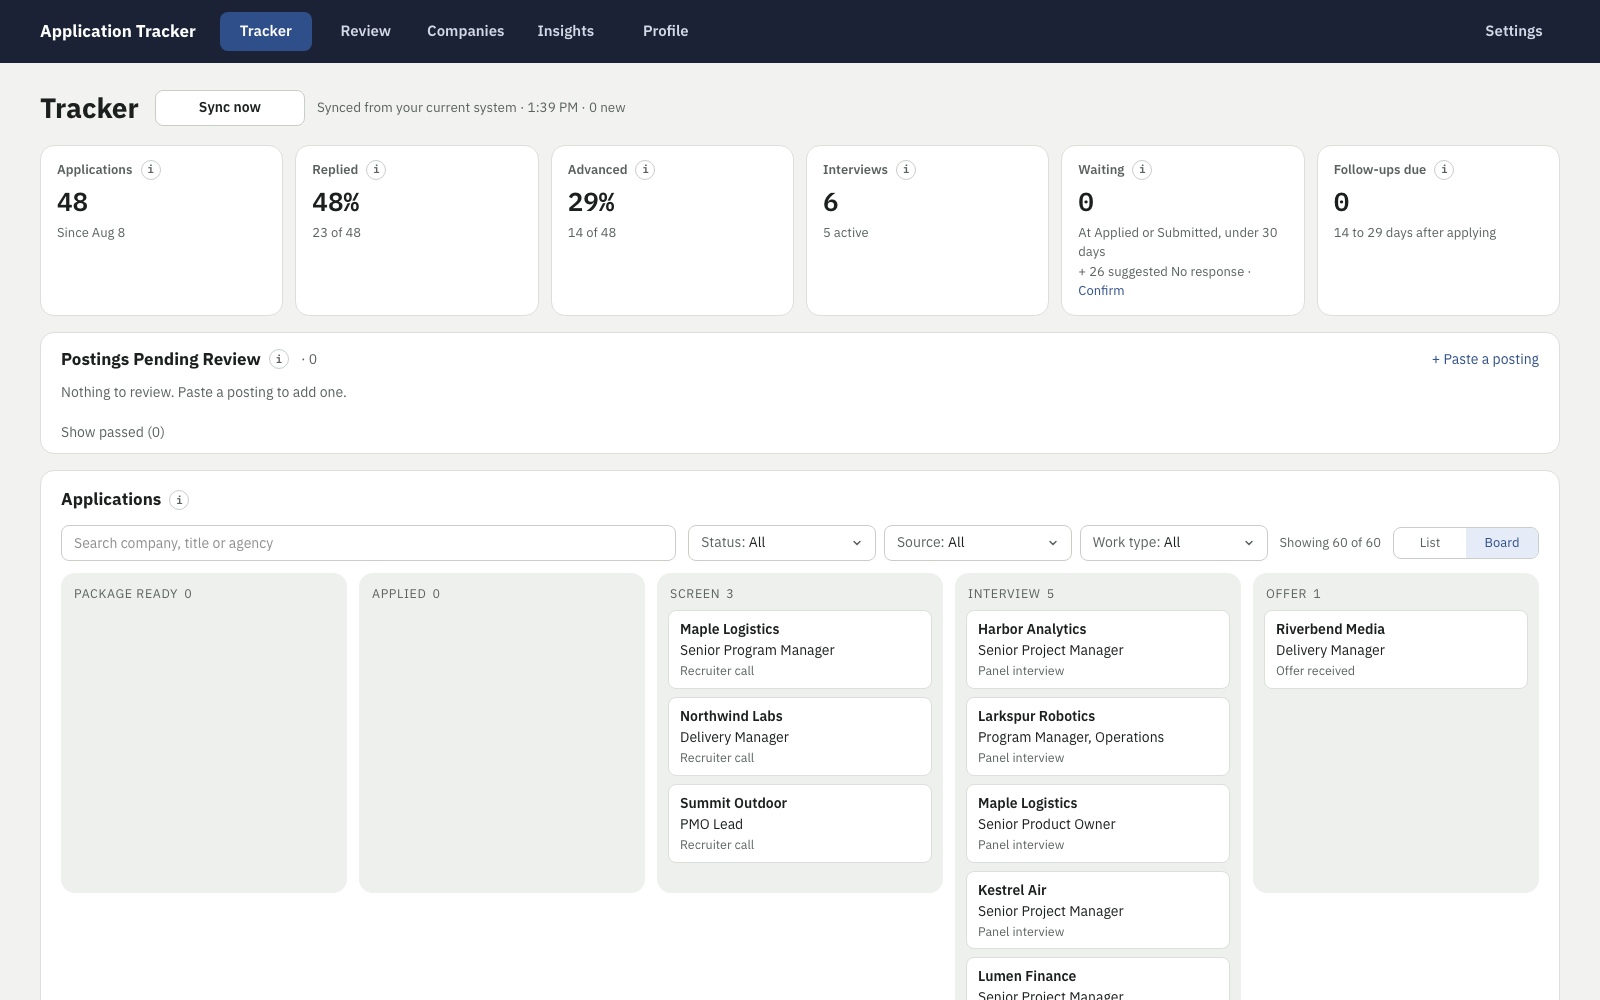 Application Tracker
Tracker
Review
Companies
Insights
Profile
Settings
Tracker
Sync now
Synced from your current system · 1:39 PM · 0 new
Applications i
48
Since Aug 8
Replied i
48%
23 of 48
Advanced i
29%
14 of 48
Interviews i
6
5 active
Waiting i
0
At Applied or Submitted, under 30
days
+ 26 suggested No response ·
Confirm
Follow-ups due i
0
14 to 29 days after applying
Postings Pending Review i · 0
+ Paste a posting
Nothing to review. Paste a posting to add one.
Show passed (0)
Applications i
Search company, title or agency
Status: All
Source: All
Work type: All
Showing 60 of 60
List
Board
PACKAGE READY 0
APPLIED 0
SCREEN 3
Maple Logistics
Senior Program Manager
Recruiter call
Northwind Labs
Delivery Manager
Recruiter call
Summit Outdoor
PMO Lead
Recruiter call
INTERVIEW 5
Harbor Analytics
Senior Project Manager
Panel interview
Larkspur Robotics
Program Manager, Operations
Panel interview
Maple Logistics
Senior Product Owner
Panel interview
Kestrel Air
Senior Project Manager
Panel interview
Lumen Finance
Senior Project Manager
OFFER 1
Riverbend Media
Delivery Manager
Offer received